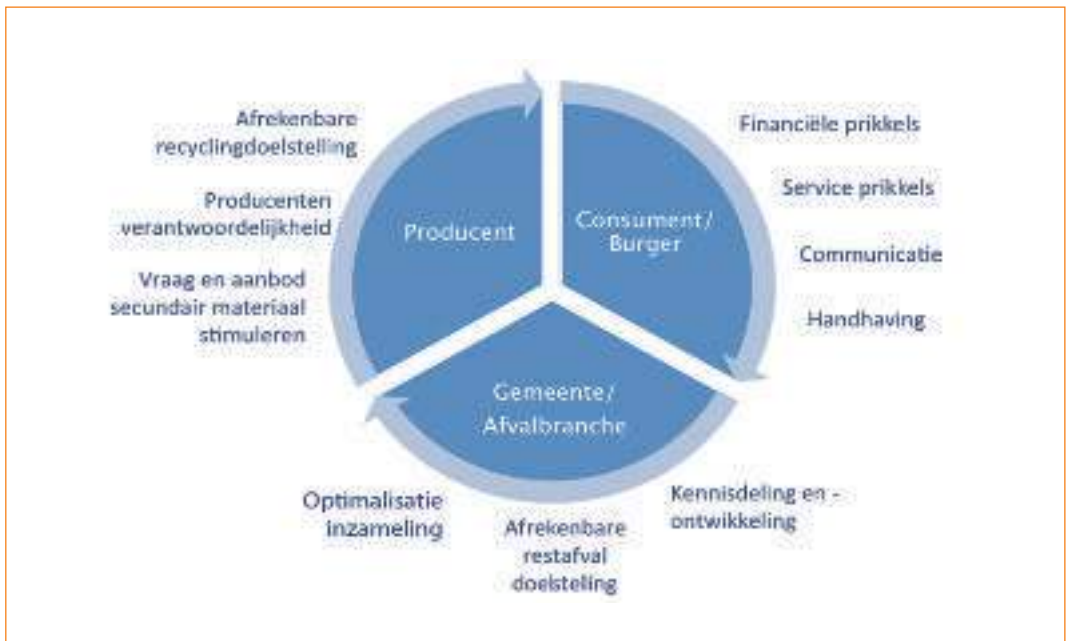 Afrekenbare
recyclingdoelstelling
Producenten
verantwoordelijkheid
Vraag en aanbod
secundair materiaal
stimuleren
Producent
Consument/
Burger
Financiële prikkels
Service prikkels
Communicatie
Handhaving
Gemeente/
Afvalbranche
Optimalisatie
inzameling
Afrekenbare
restafval
doelstelling
Kennisdeling en -
ontwikkeling